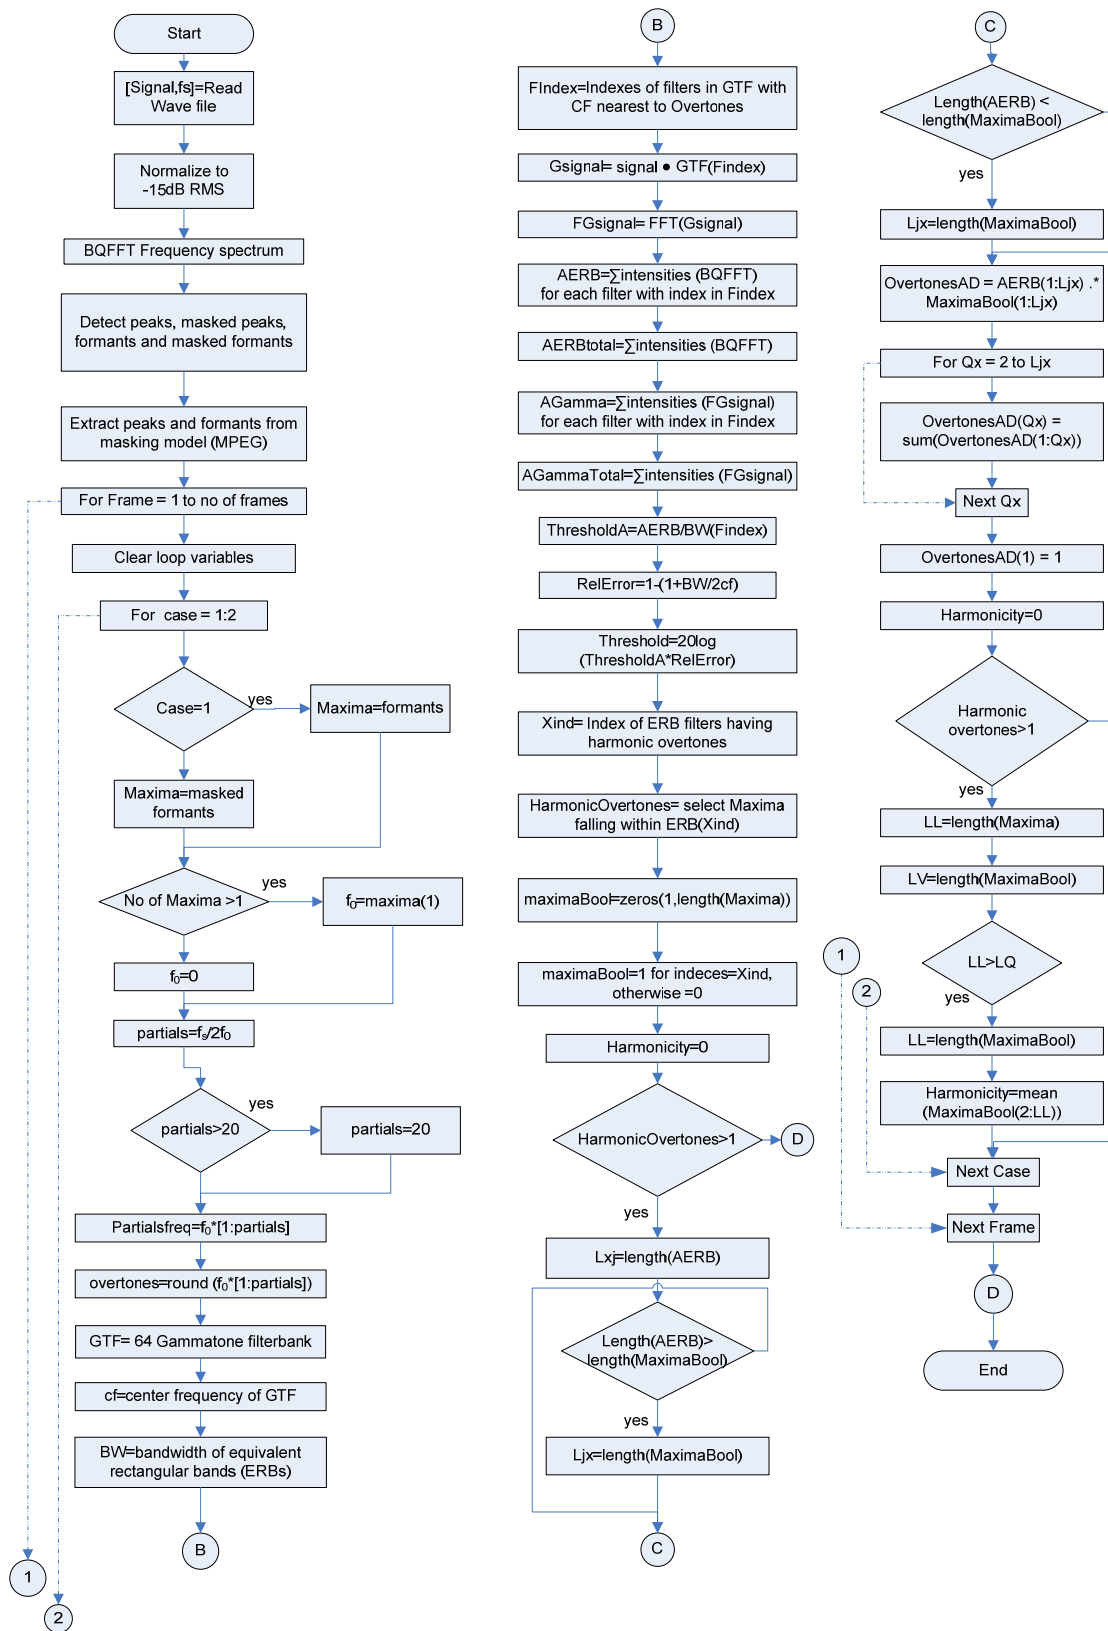 Start
[Signal,fs]=Read
Wave file
Normalize to
-15dB RMS
BQFFT Frequency spectrum
Detect peaks, masked peaks,
formants and masked formants
Extract peaks and formants from
masking model (MPEG)
For Frame = 1 to no of frames
Clear loop variables
For case = 1:2
Case=1
yes
Maxima=formants
Maxima=masked
formants
No of Maxima >1
yes
f₀=maxima(1)
f₀=0
partials=fₛ/2f₀
partials>20
yes
partials=20
Partialsfreq=f₀*[1:partials]
overtones=round (f₀*[1:partials])
GTF= 64 Gammatone filterbank
cf=center frequency of GTF
BW=bandwidth of equivalent
rectangular bands (ERBs)
B
1
2
B
FIndex=Indexes of filters in GTF with
CF nearest to Overtones
Gsignal= signal ● GTF(Findex)
FGsignal= FFT(Gsignal)
AERB=∑intensities (BQFFT)
for each filter with index in Findex
AERBtotal=∑intensities (BQFFT)
AGamma=∑intensities (FGsignal)
for each filter with index in Findex
AGammaTotal=∑intensities (FGsignal)
ThresholdA=AERB/BW(Findex)
RelError=1-(1+BW/2cf)
Threshold=20log
(ThresholdA*RelError)
Xind= Index of ERB filters having
harmonic overtones
HarmonicOvertones= select Maxima
falling within ERB(Xind)
maximaBool=zeros(1,length(Maxima))
maximaBool=1 for indeces=Xind,
otherwise =0
Harmonicity=0
HarmonicOvertones>1
D
yes
Lxj=length(AERB)
Length(AERB)>
length(MaximaBool)
yes
Ljx=length(MaximaBool)
C
C
Length(AERB) <
length(MaximaBool)
yes
Ljx=length(MaximaBool)
OvertonesAD = AERB(1:Ljx) .*
MaximaBool(1:Ljx)
For Qx = 2 to Ljx
OvertonesAD(Qx) =
sum(OvertonesAD(1:Qx))
Next Qx
OvertonesAD(1) = 1
Harmonicity=0
Harmonic
overtones>1
yes
LL=length(Maxima)
LV=length(MaximaBool)
LL>LQ
yes
1
2
LL=length(MaximaBool)
Harmonicity=mean
(MaximaBool(2:LL))
Next Case
Next Frame
D
End